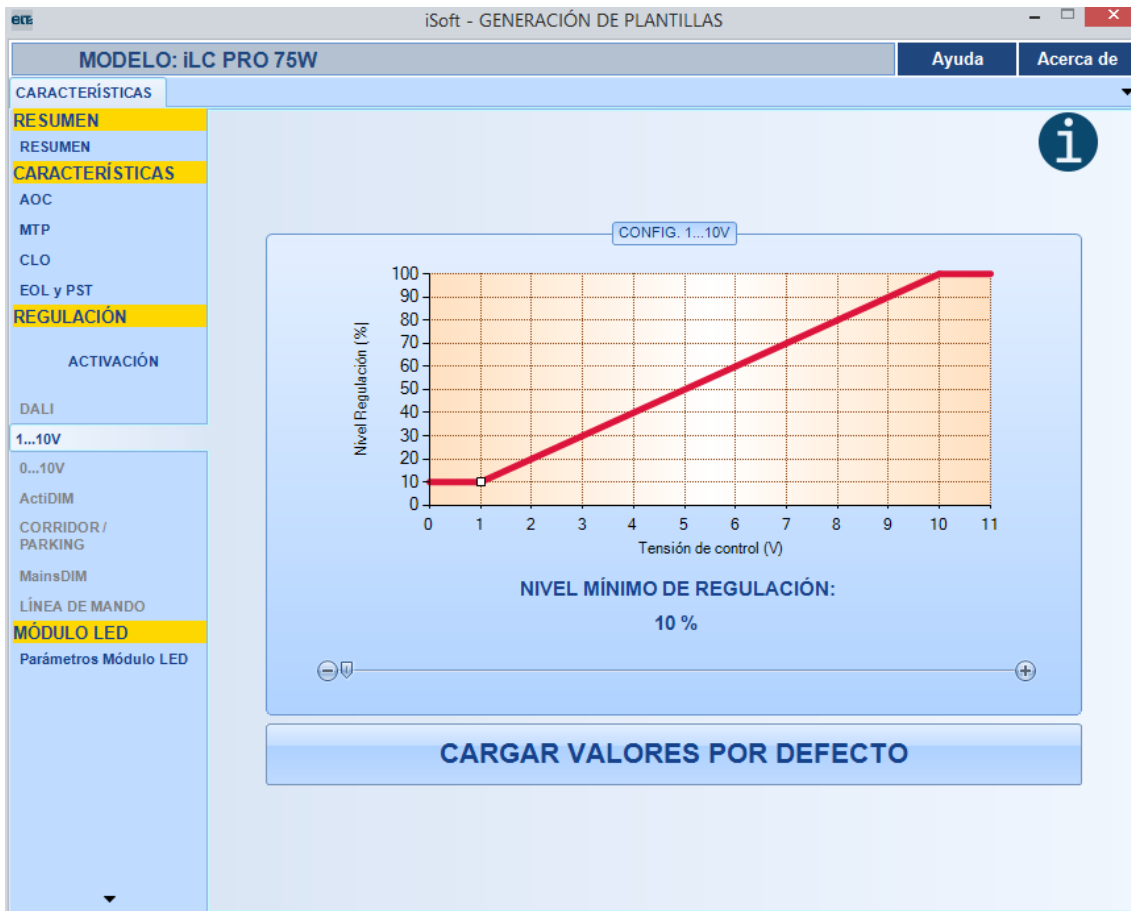 ELT
iSoft - GENERACIÓN DE PLANTILLAS
MODELO: iLC PRO 75W
Ayuda
Acerca de
CARACTERÍSTICAS
RESUMEN
RESUMEN
CARACTERÍSTICAS
AOC
MTP
CLO
EOL y PST
REGULACIÓN
ACTIVACIÓN
DALI
1...10V
0...10V
ActiDIM
CORRIDOR /
PARKING
MainsDIM
LÍNEA DE MANDO
MÓDULO LED
Parámetros Módulo LED
i
CONFIG. 1...10V
Nivel Regulación (%)
100
90
80
70
60
50
40
30
20
10
0
0 1 2 3 4 5 6 7 8 9 10 11
Tensión de control (V)
NIVEL MÍNIMO DE REGULACIÓN:
10 %
CARGAR VALORES POR DEFECTO